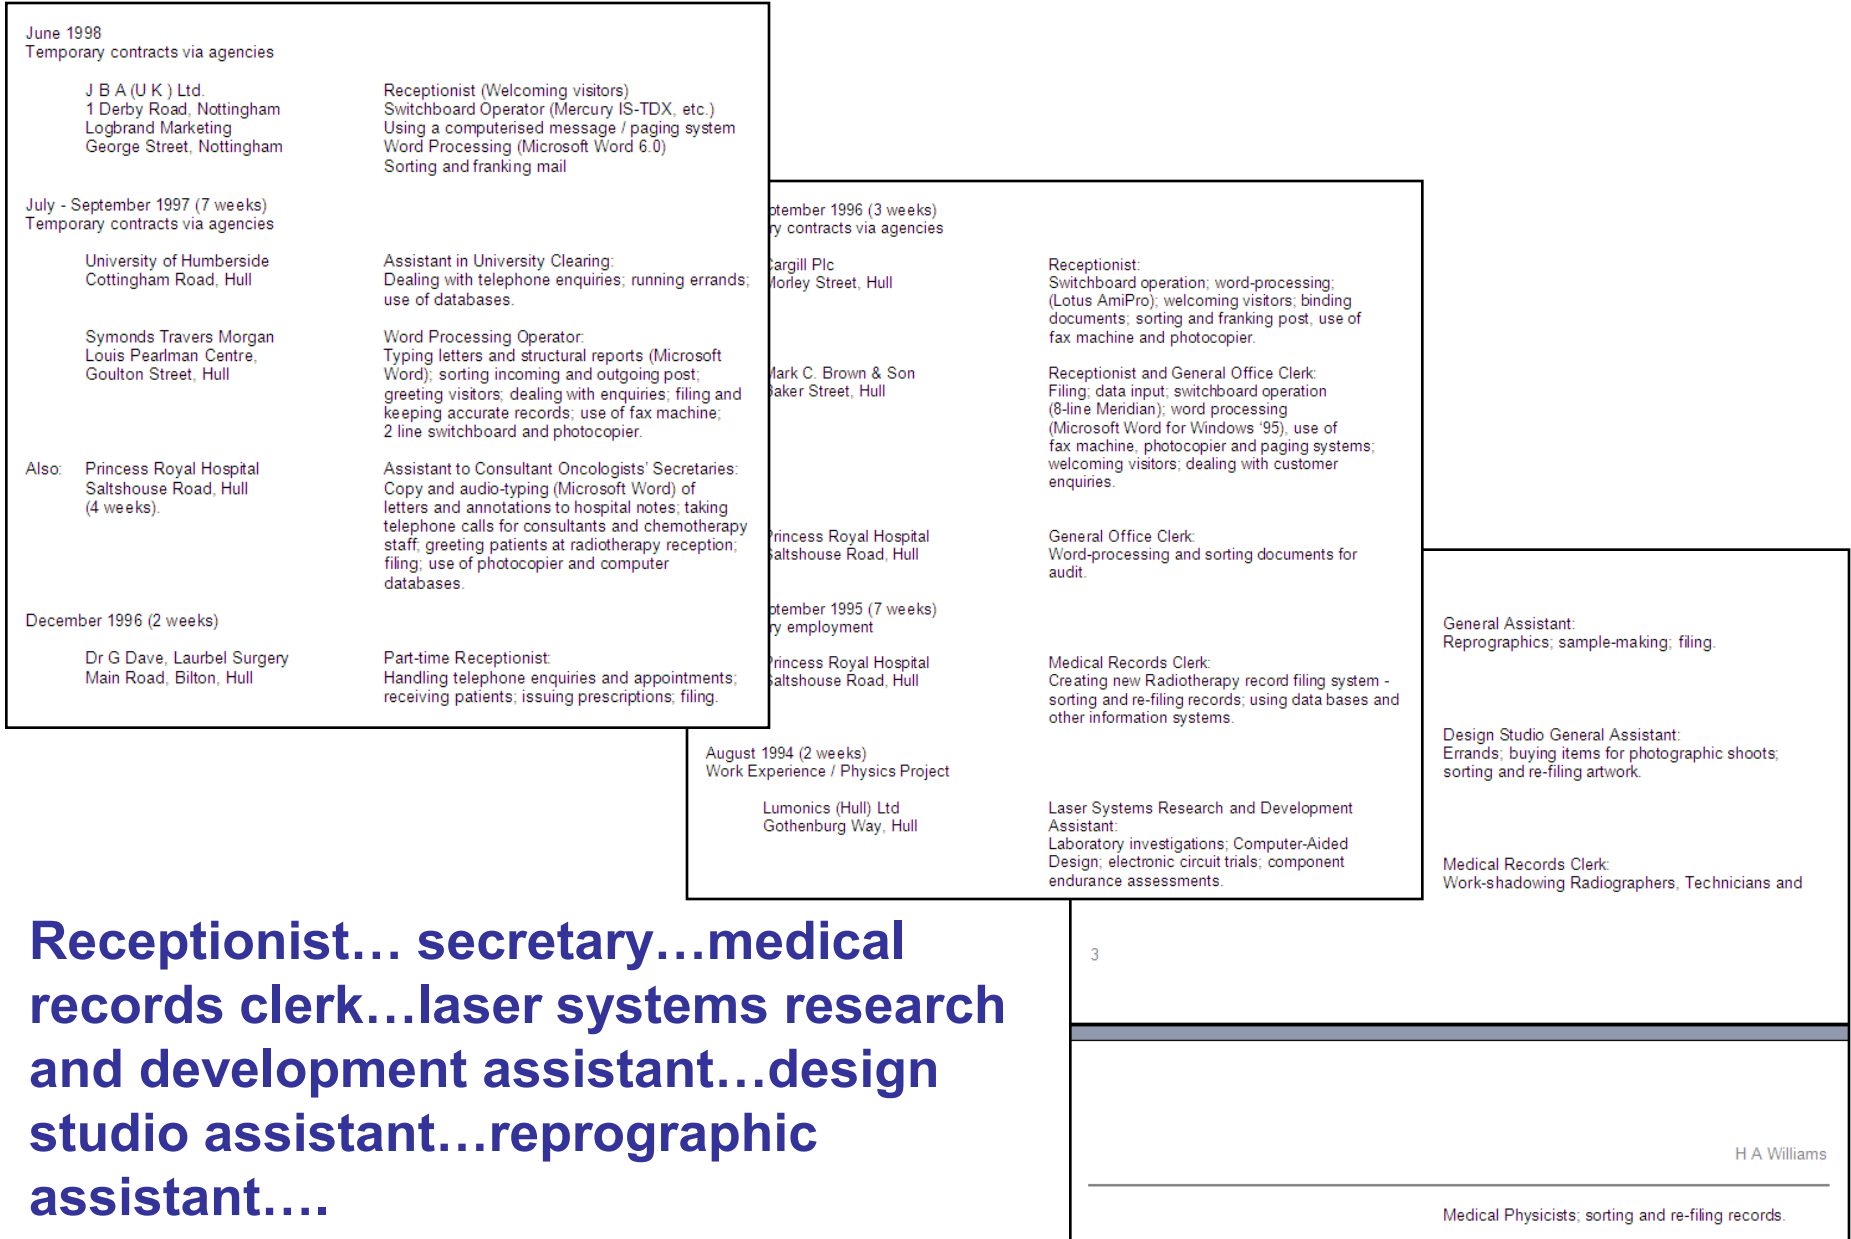 June 1998
Temporary contracts via agencies
J B A (U K ) Ltd. Receptionist (Welcoming visitors)
1 Derby Road, Nottingham Switchboard Operator (Mercury IS-TDX, etc.)
Logbrand Marketing Using a computerised message / paging system
George Street, Nottingham Word Processing (Microsoft Word 6.0)
Sorting and franking mail
July - September 1997 (7 weeks)
Temporary contracts via agencies
University of Humberside Assistant in University Clearing:
Cottingham Road, Hull Dealing with telephone enquiries; running errands;
use of databases.
Symonds Travers Morgan Word Processing Operator:
Louis Pearlman Centre, Typing letters and structural reports (Microsoft
Goulton Street, Hull Word); sorting incoming and outgoing post;
greeting visitors; dealing with enquiries; filing and
keeping accurate records; use of fax machine;
2 line switchboard and photocopier.
Also: Princess Royal Hospital Assistant to Consultant Oncologists' Secretaries:
Saltshouse Road, Hull Copy and audio-typing (Microsoft Word) of
(4 weeks). letters and annotations to hospital notes; taking
telephone calls for consultants and chemotherapy
staff; greeting patients at radiotherapy reception;
filing; use of photocopier and computer
databases.
December 1996 (2 weeks)
Dr G Dave, Laurbel Surgery Part-time Receptionist:
Main Road, Bilton, Hull Handling telephone enquiries and appointments;
receiving patients; issuing prescriptions; filing.
ptember 1996 (3 weeks)
ry contracts via agencies
Cargill Plc Receptionist:
Morley Street, Hull Switchboard operation; word-processing;
(Lotus AmiPro); welcoming visitors; binding
documents; sorting and franking post, use of
fax machine and photocopier.
Mark C. Brown & Son Receptionist and General Office Clerk:
Baker Street, Hull Filing; data input; switchboard operation
(8-line Meridian); word processing
(Microsoft Word for Windows '95), use of
fax machine, photocopier and paging systems;
welcoming visitors; dealing with customer
enquiries.
Princess Royal Hospital General Office Clerk:
Saltshouse Road, Hull Word-processing and sorting documents for
audit.
ptember 1995 (7 weeks)
ry employment
Princess Royal Hospital Medical Records Clerk:
Saltshouse Road, Hull Creating new Radiotherapy record filing system -
sorting and re-filing records; using data bases and
other information systems.
August 1994 (2 weeks)
Work Experience / Physics Project
Lumonics (Hull) Ltd Laser Systems Research and Development
Gothenburg Way, Hull Assistant:
Laboratory investigations; Computer-Aided
Design; electronic circuit trials; component
endurance assessments.
General Assistant:
Reprographics; sample-making; filing.
Design Studio General Assistant:
Errands; buying items for photographic shoots;
sorting and re-filing artwork.
Medical Records Clerk:
Work-shadowing Radiographers, Technicians and
3
H A Williams
Medical Physicists; sorting and re-filing records.
Receptionist… secretary…medical
records clerk…laser systems research
and development assistant…design
studio assistant…reprographic
assistant….